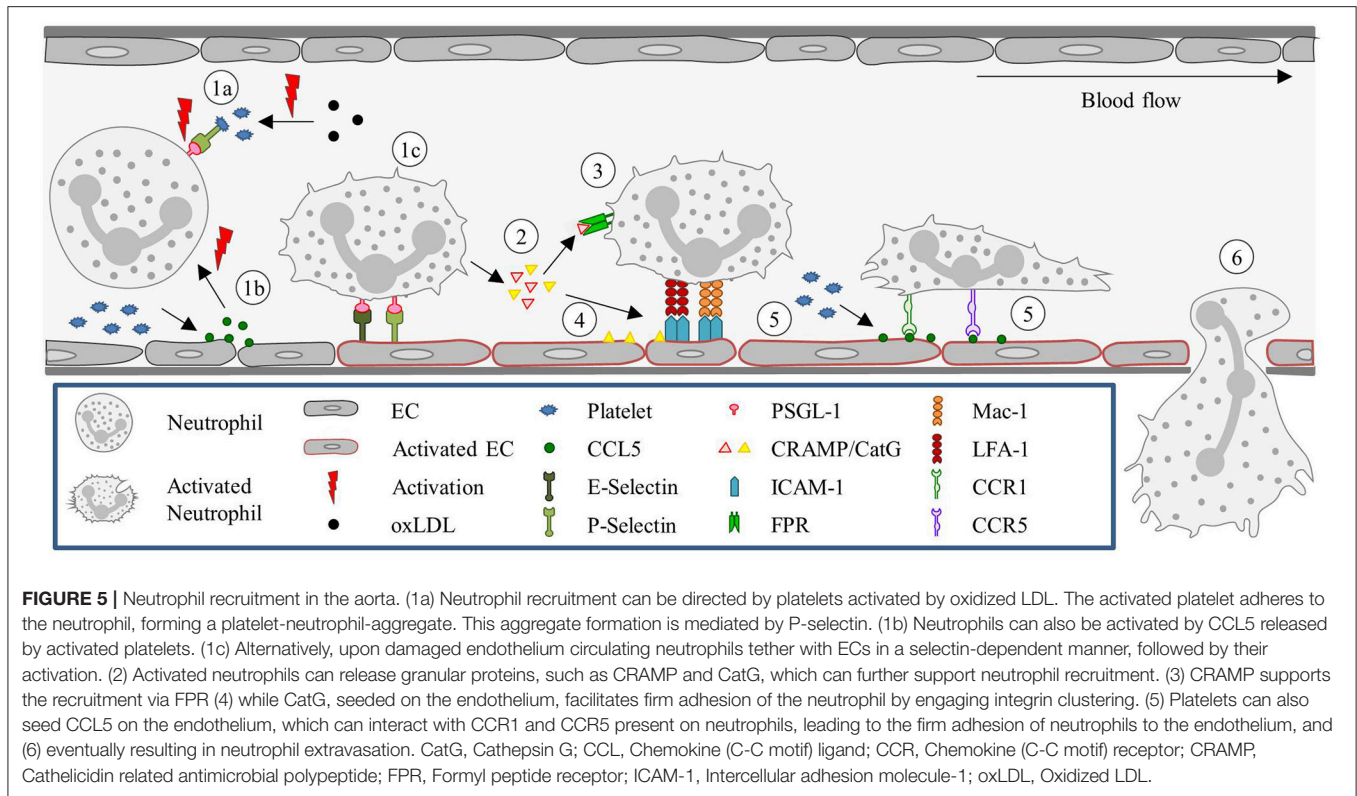 1a
1c
Blood flow
3
2
6
1b
4
5
5
Neutrophil
EC
Platelet
PSGL-1
Mac-1
Activated EC
CCL5
CRAMP/CatG
LFA-1
Activated
Neutrophil
Activation
E-Selectin
ICAM-1
CCR1
oxLDL
P-Selectin
FPR
CCR5
FIGURE 5 | Neutrophil recruitment in the aorta. (1a) Neutrophil recruitment can be directed by platelets activated by oxidized LDL. The activated platelet adheres to
the neutrophil, forming a platelet-neutrophil-aggregate. This aggregate formation is mediated by P-selectin. (1b) Neutrophils can also be activated by CCL5 released
by activated platelets. (1c) Alternatively, upon damaged endothelium circulating neutrophils tether with ECs in a selectin-dependent manner, followed by their
activation. (2) Activated neutrophils can release granular proteins, such as CRAMP and CatG, which can further support neutrophil recruitment. (3) CRAMP supports
the recruitment via FPR (4) while CatG, seeded on the endothelium, facilitates firm adhesion of the neutrophil by engaging integrin clustering. (5) Platelets can also
seed CCL5 on the endothelium, which can interact with CCR1 and CCR5 present on neutrophils, leading to the firm adhesion of neutrophils to the endothelium, and
(6) eventually resulting in neutrophil extravasation. CatG, Cathepsin G; CCL, Chemokine (C-C motif) ligand; CCR, Chemokine (C-C motif) receptor; CRAMP,
Cathelicidin related antimicrobial polypeptide; FPR, Formyl peptide receptor; ICAM-1, Intercellular adhesion molecule-1; oxLDL, Oxidized LDL.